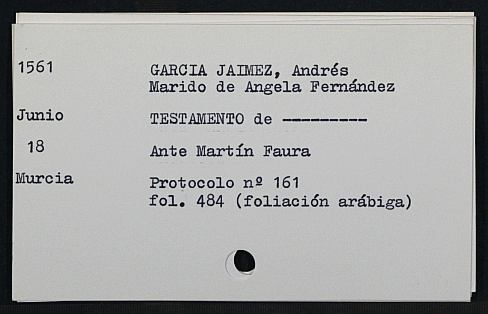 1561 GARCIA JAIMEZ, Andrés
Marido de Angela Fernández
Junio TESTAMENTO de ---------
18 Ante Martín Faura
Murcia Protocolo nº 161
fol. 484 (foliación arábiga)